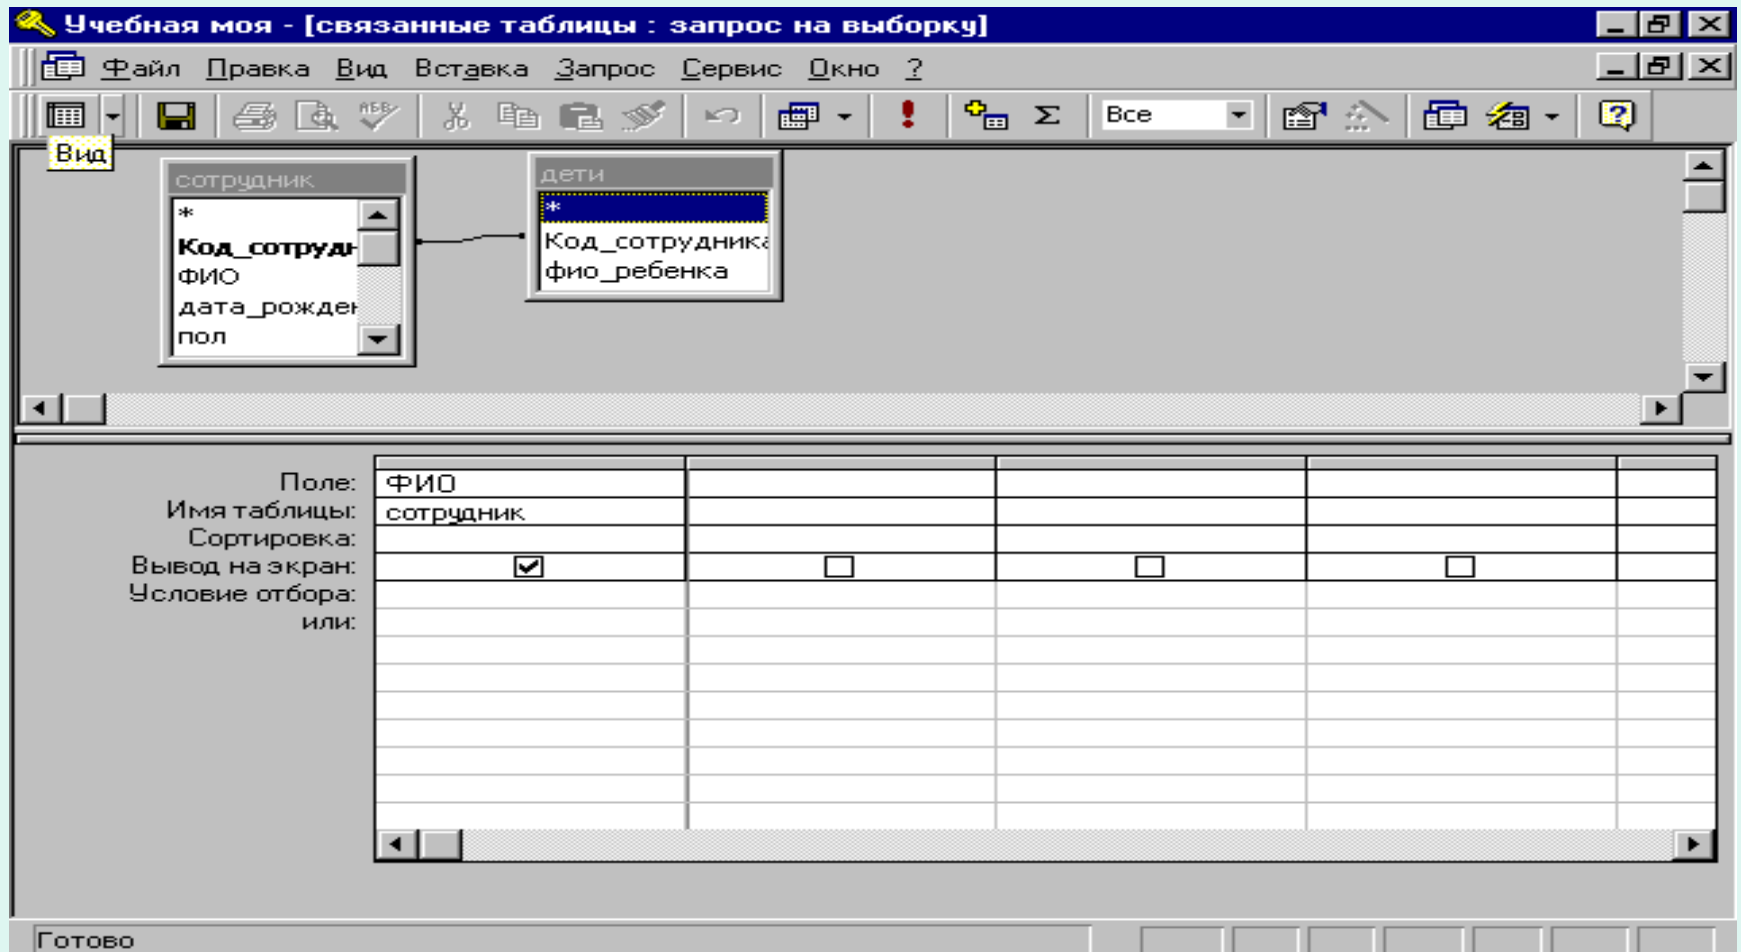 Учебная моя - [связанные таблицы : запрос на выборку]
Файл Правка Вид Вставка Запрос Сервис Окно ?
Все
Вид
сотрудник
*
Код_сотрудн
ФИО
дата_рожден
пол
дети
*
Код_сотрудника
фио_ребенка
Поле: ФИО
Имя таблицы: сотрудник
Сортировка:
Вывод на экран:
Условие отбора:
или:
Готово